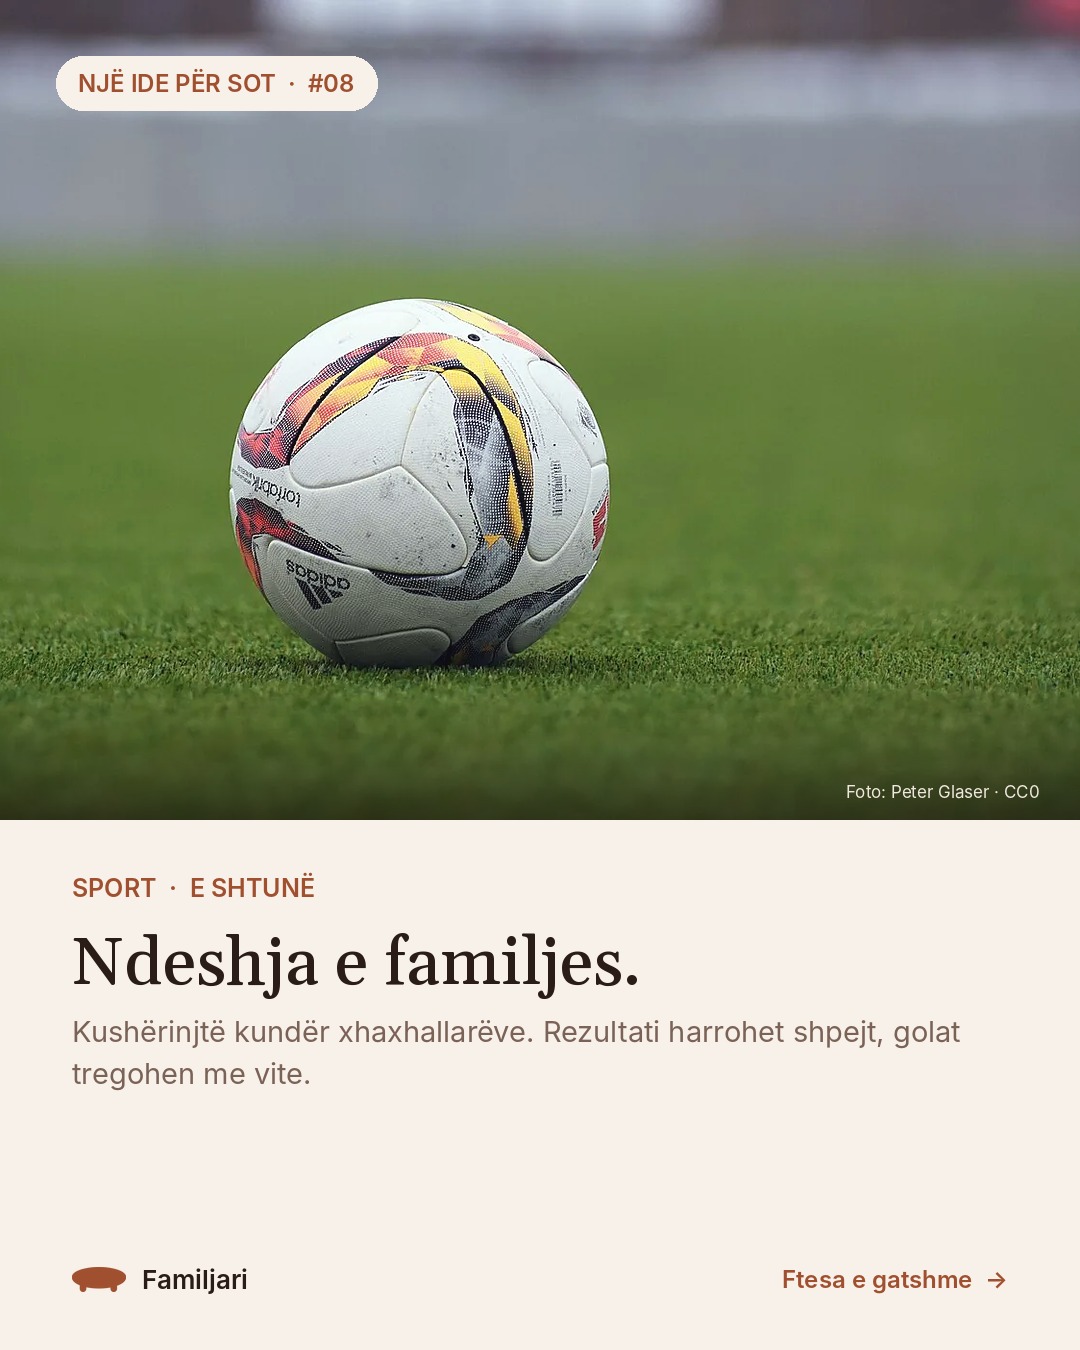 NJË IDE PËR SOT · #08
torfabrik
adidas
Foto: Peter Glaser · CC0
SPORT · E SHTUNË
Ndeshja e familjes.
Kushërinjtë kundër xhaxhallarëve. Rezultati harrohet shpejt, golat
tregohen me vite.
Familjari
Ftesa e gatshme →